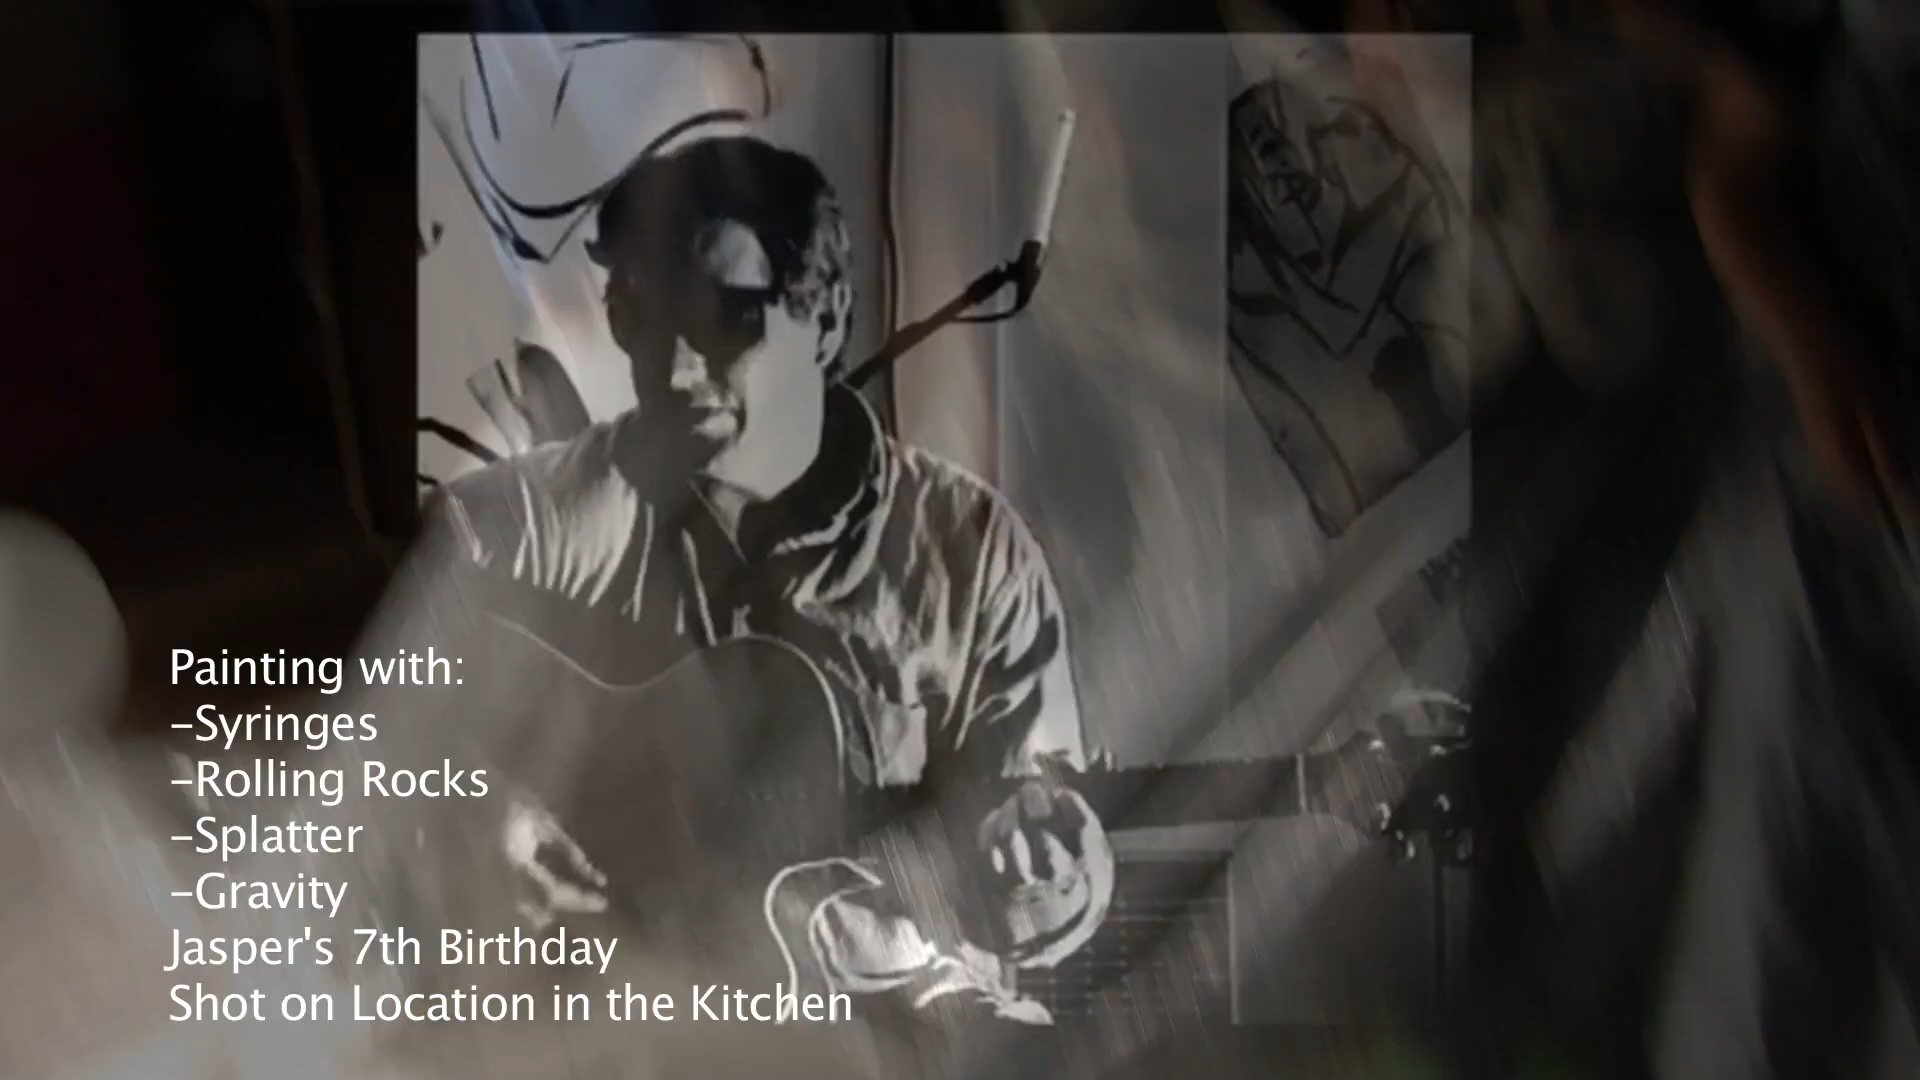 Painting with:
-Syringes
-Rolling Rocks
-Splatter
-Gravity
Jasper's 7th Birthday
Shot on Location in the Kitchen